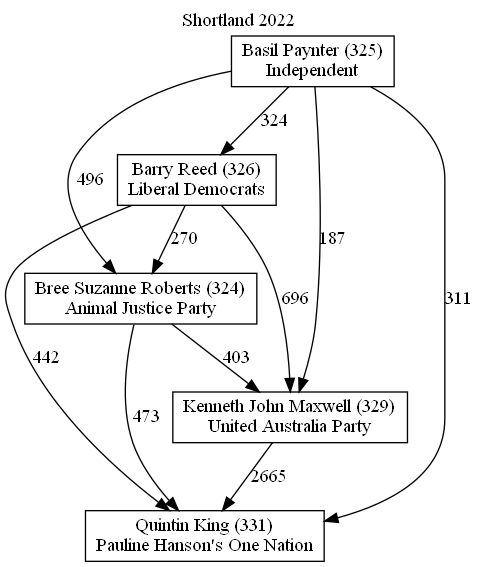 Shortland 2022
Basil Paynter (325)
Independent
324
Barry Reed (326)
Liberal Democrats
496
270
187
696
311
Bree Suzanne Roberts (324)
Animal Justice Party
442
403
473
Kenneth John Maxwell (329)
United Australia Party
2665
Quintin King (331)
Pauline Hanson's One Nation